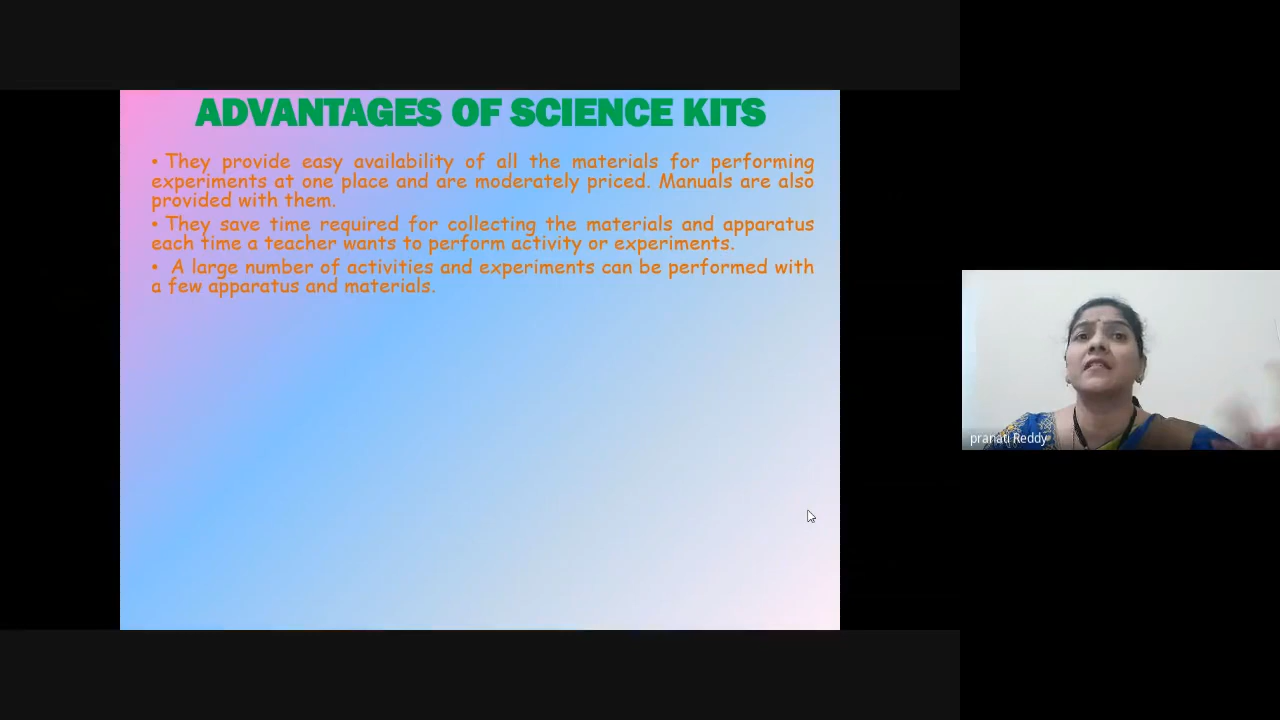 ADVANTAGES OF SCIENCE KITS
• They provide easy availability of all the materials for performing
experiments at one place and are moderately priced. Manuals are also
provided with them.
• They save time required for collecting the materials and apparatus
each time a teacher wants to perform activity or experiments.
• A large number of activities and experiments can be performed with
a few apparatus and materials.
pranati Reddy